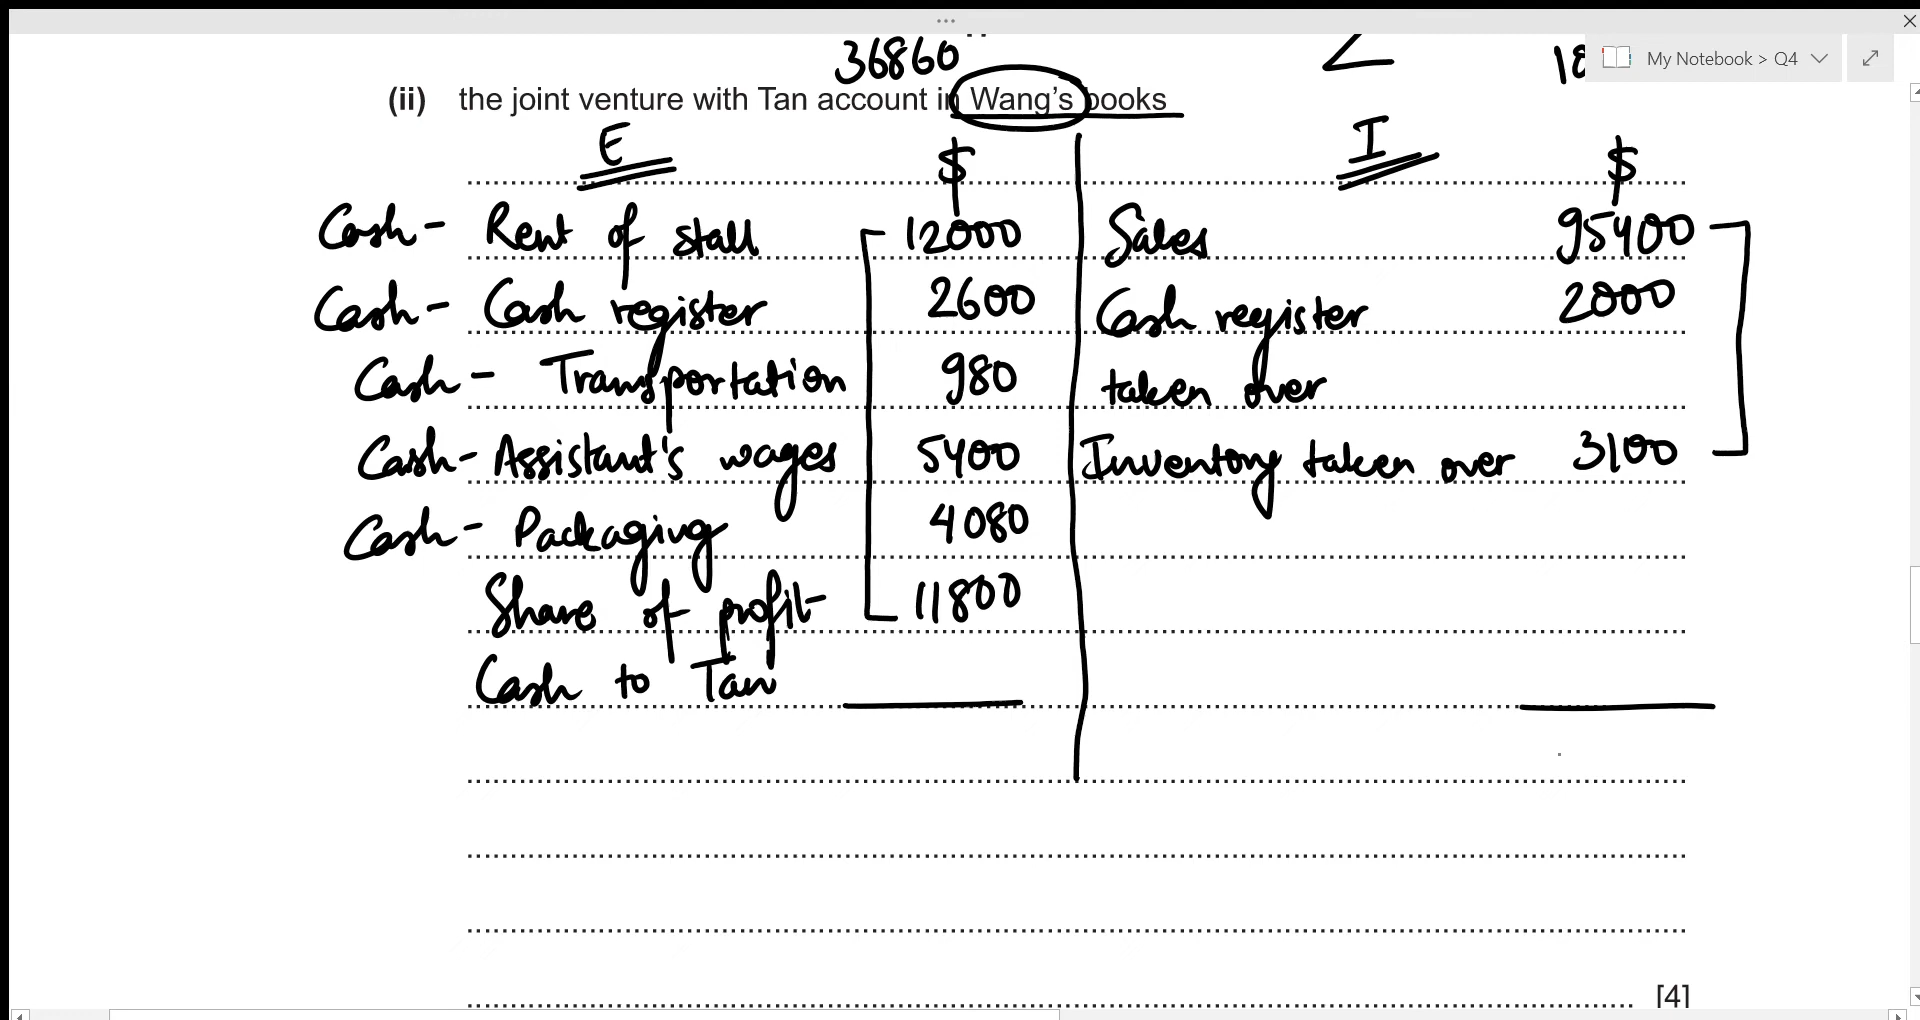 My Notebook > Q4
36860
(ii) the joint venture with Tan account in Wang's books
E $ I $
Cash - Rent of stall 12000 Sales 95400
Cash - Cash register 2600 Cash register 2000
Cash - Transportation 980 taken over
Cash - Assistant's wages 5400 Inventory taken over 3100
Cash - Packaging 4080
Share of profit 11800
Cash to Tan
[4]